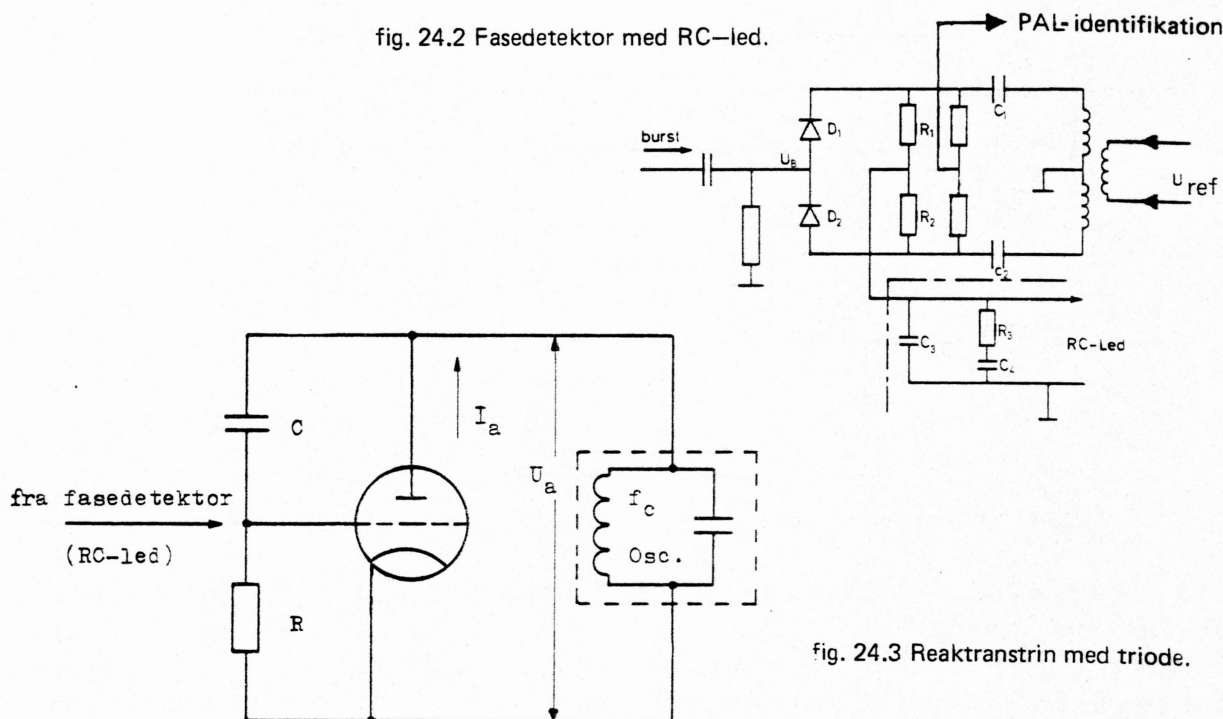 fig. 24.2 Fasedetektor med RC–led.
PAL-identifikation
burst
U_B
D₁
D₂
R₁
R₂
C₁
C₂
U_ref
C₃
R₃
C₄
RC-Led
fra fasedetektor
(RC-led)
C
R
I_a
U_a
f_c
Osc.
fig. 24.3 Reaktranstrin med triode.